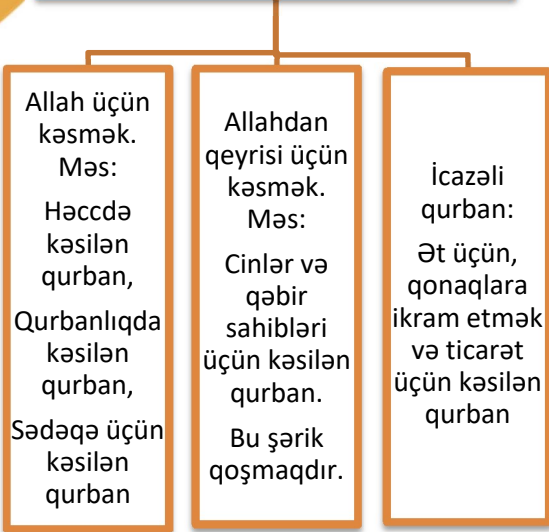 Allah üçün
kəsmək.
Məs:
Həccdə
kəsilən
qurban,
Qurbanlıqda
kəsilən
qurban,
Sədəqə üçün
kəsilən
qurban
Allahdan
qeyrisi üçün
kəsmək.
Məs:
Cinlər və
qəbir
sahibləri
üçün kəsilən
qurban.
Bu şərik
qoşmaqdır.
İcazəli
qurban:
Ət üçün,
qonaqlara
ikram etmək
və ticarət
üçün kəsilən
qurban